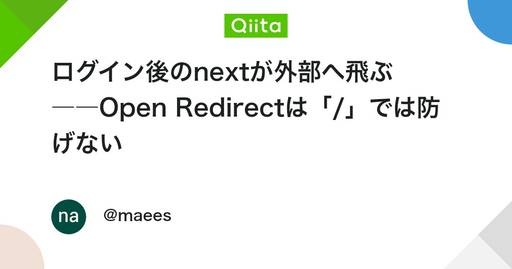 Qiita
ログイン後のnextが外部へ飛ぶ
――Open Redirectは「/」では防
げない
na
@maees